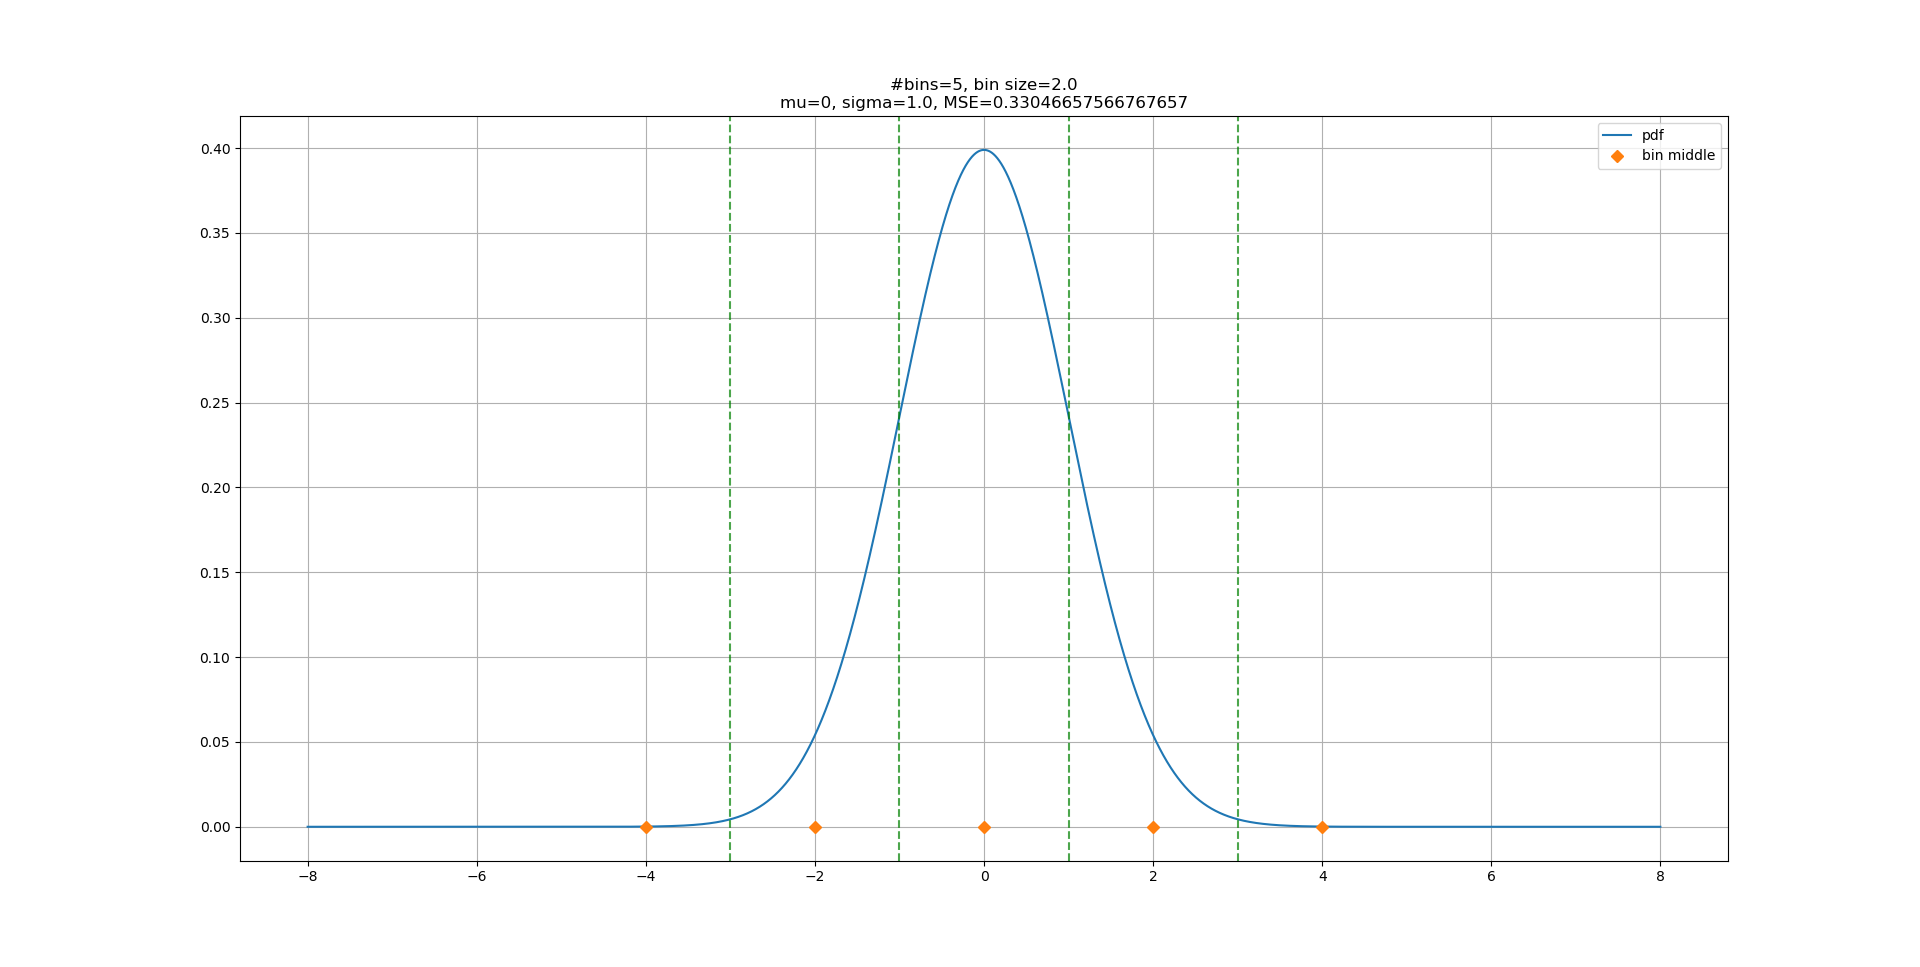 #bins=5, bin size=2.0
mu=0, sigma=1.0, MSE=0.33046657566767657
pdf
bin middle
0.40
0.35
0.30
0.25
0.20
0.15
0.10
0.05
0.00
−8 −6 −4 −2 0 2 4 6 8